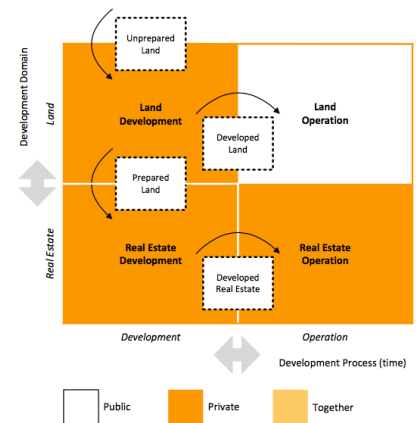 Development Domain
Land
Real Estate
Unprepared
Land
Land
Development
Land
Operation
Developed
Land
Prepared
Land
Real Estate
Development
Real Estate
Operation
Developed
Real Estate
Development
Operation
Development Process (time)
Public
Private
Together